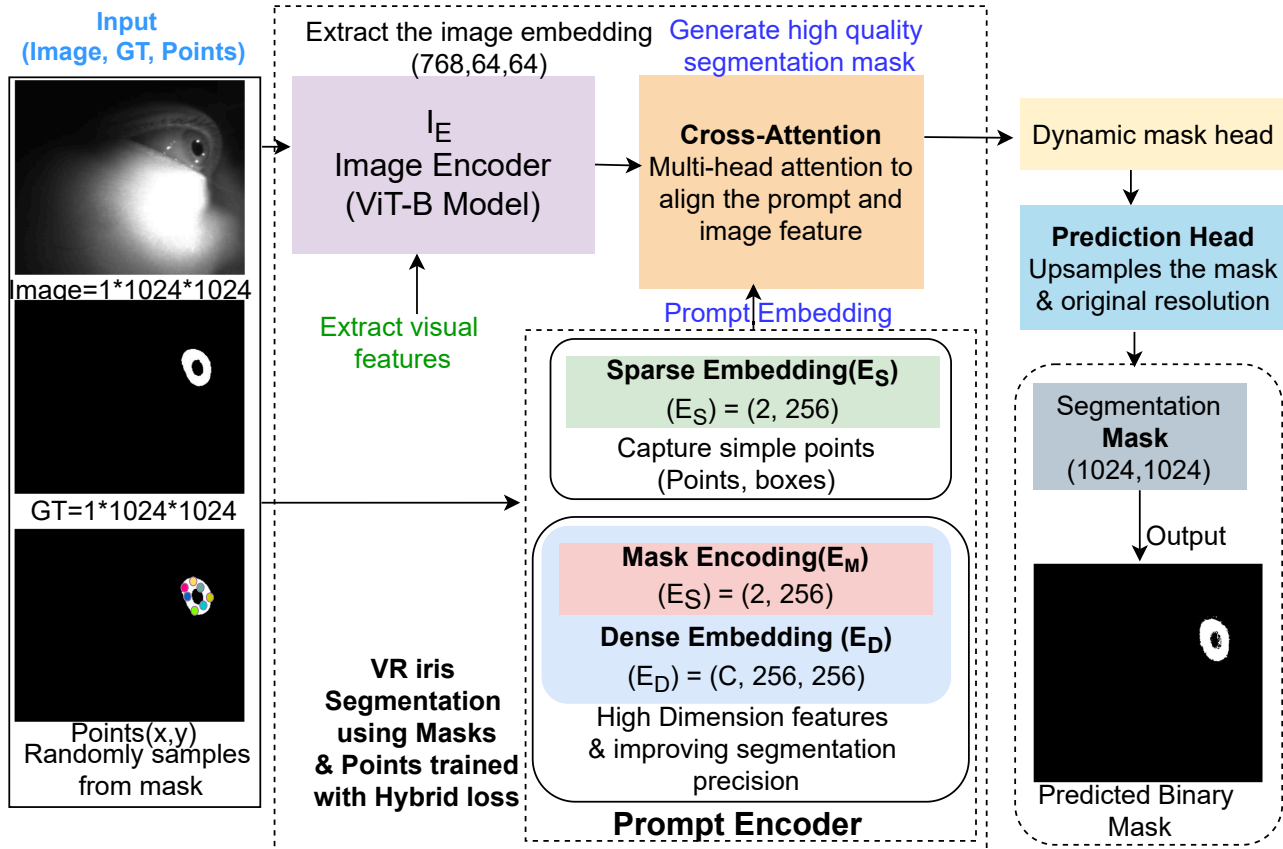 Input
(Image, GT, Points)
Image=1*1024*1024
GT=1*1024*1024
Points(x,y)
Randomly samples
from mask
Extract the image embedding
(768,64,64)
I_E
Image Encoder
(ViT-B Model)
Extract visual
features
Generate high quality
segmentation mask
Cross-Attention
Multi-head attention to
align the prompt and
image feature
Prompt Embedding
Sparse Embedding(E_S)
(E_S) = (2, 256)
Capture simple points
(Points, boxes)
Mask Encoding(E_M)
(E_S) = (2, 256)
Dense Embedding (E_D)
(E_D) = (C, 256, 256)
High Dimension features
& improving segmentation
precision
Prompt Encoder
VR iris
Segmentation
using Masks
& Points trained
with Hybrid loss
Dynamic mask head
Prediction Head
Upsamples the mask
& original resolution
Segmentation
Mask
(1024,1024)
Output
Predicted Binary
Mask